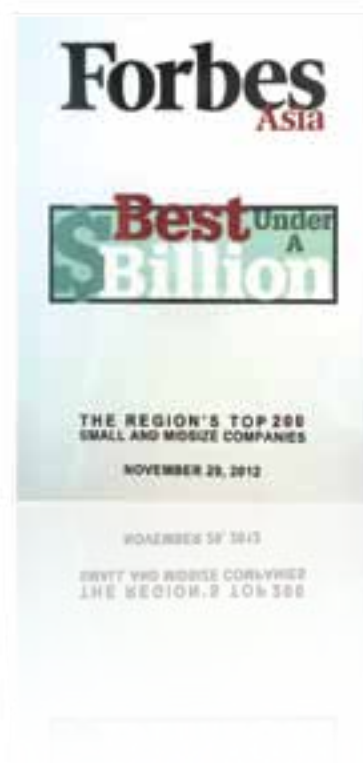 Forbes
Asia
Best Under
A
$Billion
THE REGION'S TOP 200
SMALL AND MIDSIZE COMPANIES
NOVEMBER 29, 2012